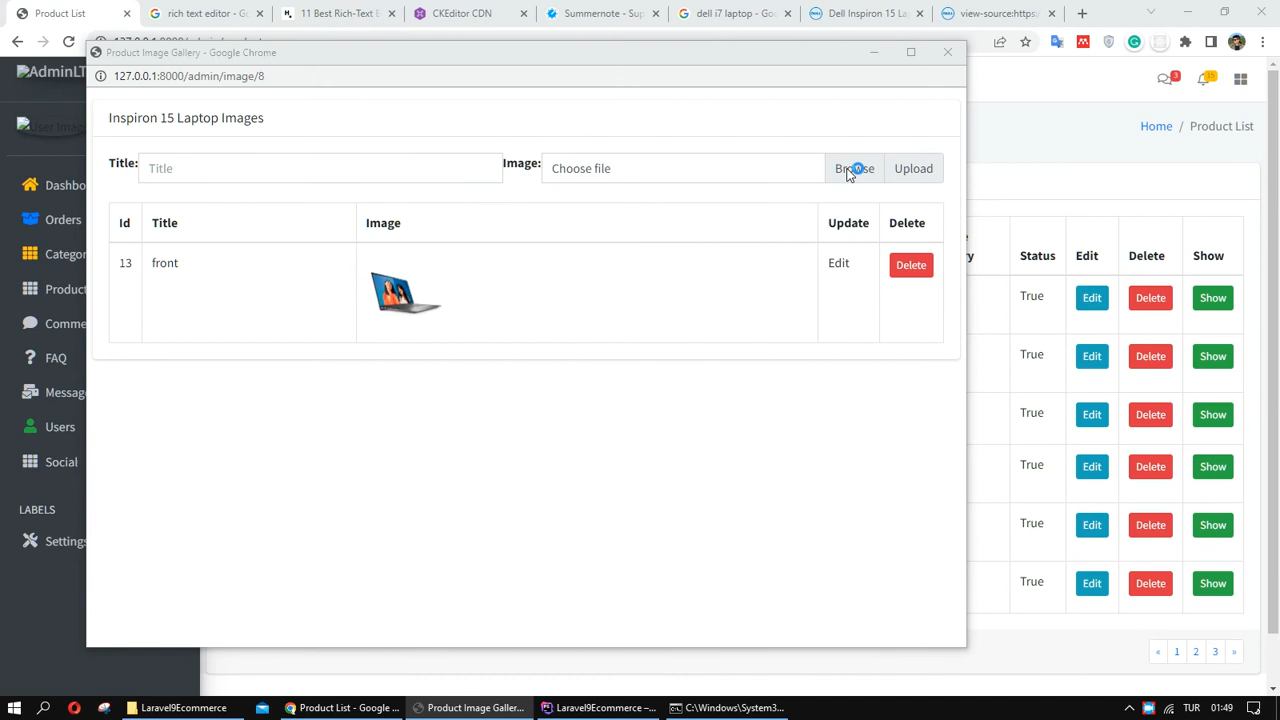 Product List
rich text editor - Goo
11 Best Rich-Text E
CKEditor CDN
Summernote - Sup
dell i7 laptop - Goo
Dell Inspiron 15 La
view-source:https:/
Product Image Gallery - Google Chrome
127.0.0.1:8000/admin/image/8
AdminLT
3
15
User Image
Home / Product List
Inspiron 15 Laptop Images
Title: Title Image: Choose file Browse Upload
Id Title Image Update Delete
13 front Edit Delete
Dashbo
Orders
Categor
Product
Comme
FAQ
Messag
Users
Social
LABELS
Settings
Status Edit Delete Show
True Edit Delete Show
True Edit Delete Show
True Edit Delete Show
True Edit Delete Show
True Edit Delete Show
True Edit Delete Show
« 1 2 3 »
Laravel9Ecommerce
Product List - Google ...
Product Image Galler...
Laravel9Ecommerce –...
C:\Windows\System3...
TUR 01:49